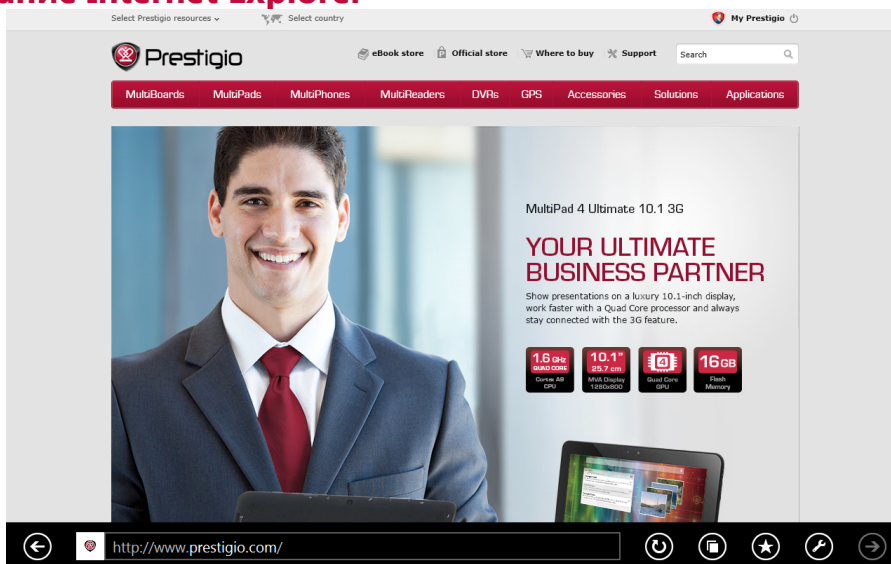 ание Internet Explorer
Select Prestigio resources Select country My Prestigio
Prestigio eBook store Official store Where to buy Support Search
MultiBoards MultiPads MultiPhones MultiReaders DVRs GPS Accessories Solutions Applications
MultiPad 4 Ultimate 10.1 3G
YOUR ULTIMATE
BUSINESS PARTNER
Show presentations on a luxury 10.1-inch display,
work faster with a Quad Core processor and always
stay connected with the 3G feature.
1.6 GHz 10.1" 4 16GB
QUAD CORE 25.7 cm
Cortex A9 MVA Display Quad Core Flash
CPU 1280x800 GPU Memory
http://www.prestigio.com/